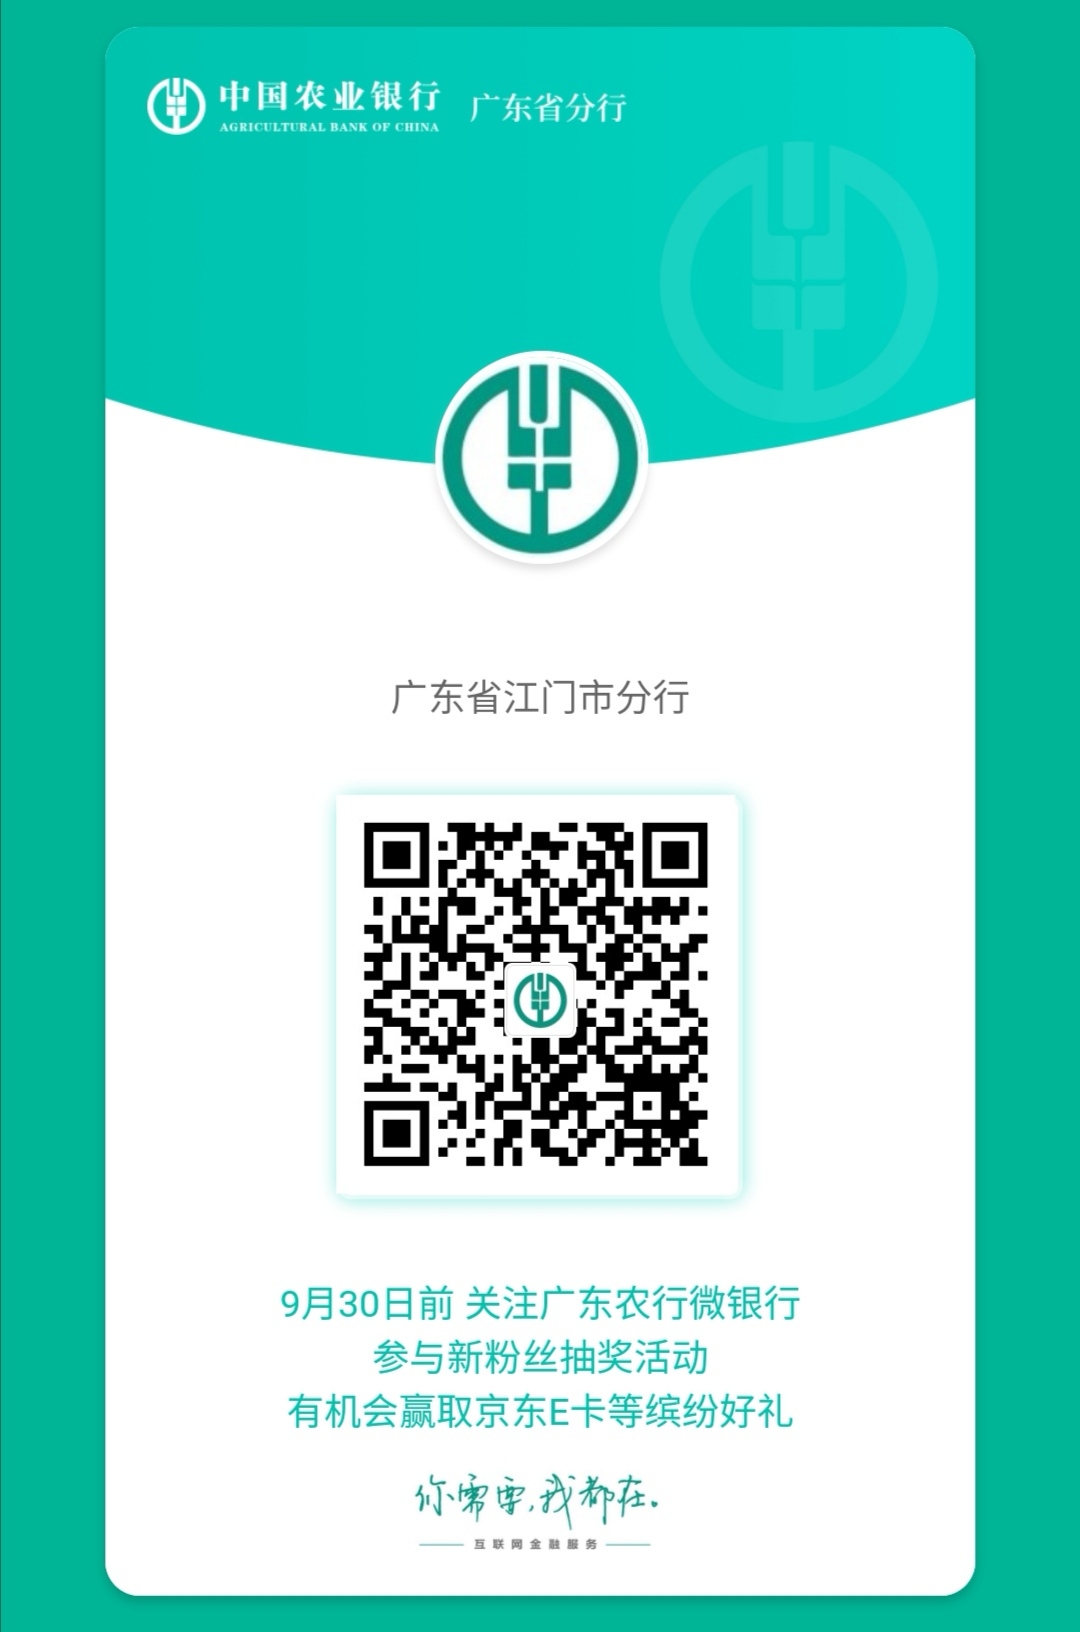 中国农业银行 广东省分行
AGRICULTURAL BANK OF CHINA
广东省江门市分行
9月30日前 关注广东农行微银行
参与新粉丝抽奖活动
有机会赢取京东E卡等缤纷好礼
你需要,我都在。
互联网金融服务